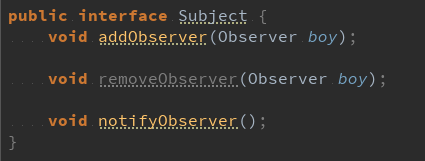 public interface Subject {
    void addObserver(Observer boy);
    void removeObserver(Observer boy);
    void notifyObserver();
}